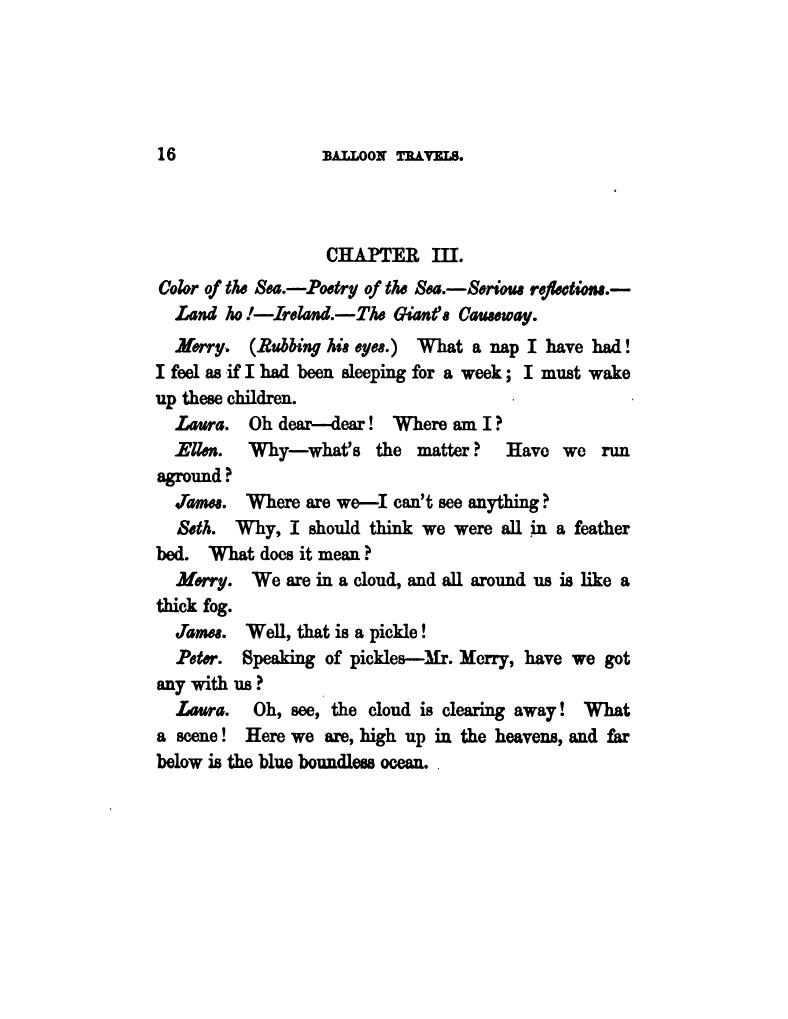 16 BALLOON TRAVELS.
CHAPTER III.
Color of the Sea.—Poetry of the Sea.—Serious reflections.—
Land ho!—Ireland.—The Giant's Causeway.
Merry. (Rubbing his eyes.) What a nap I have had!
I feel as if I had been sleeping for a week; I must wake
up these children.
Laura. Oh dear—dear! Where am I?
Ellen. Why—what's the matter? Have we run
aground?
James. Where are we—I can't see anything?
Seth. Why, I should think we were all in a feather
bed. What does it mean?
Merry. We are in a cloud, and all around us is like a
thick fog.
James. Well, that is a pickle!
Peter. Speaking of pickles—Mr. Merry, have we got
any with us?
Laura. Oh, see, the cloud is clearing away! What
a scene! Here we are, high up in the heavens, and far
below is the blue boundless ocean.